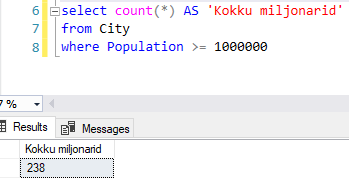 6 select count(*) AS 'Kokku miljonarid'
7 from City
8 where Population >= 1000000
7 %
Results Messages
Kokku miljonarid
238